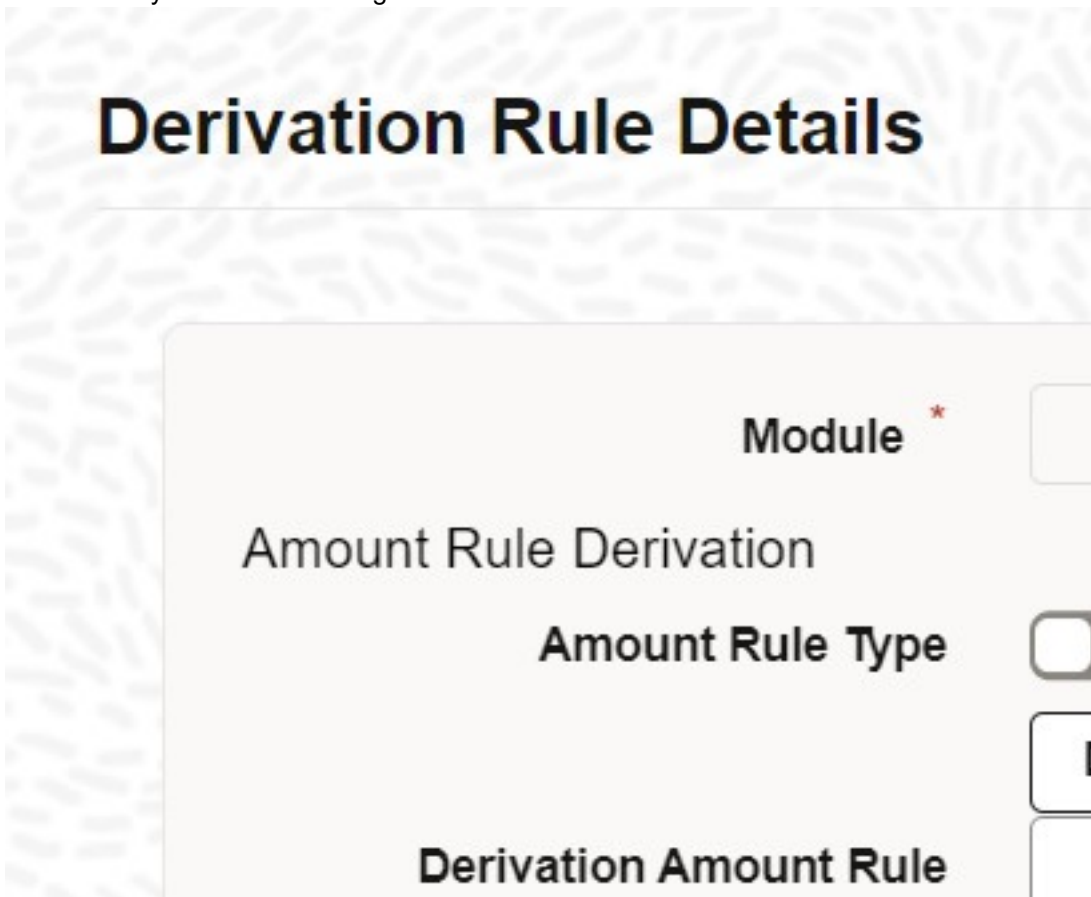 Derivation Rule Details
Module *
Amount Rule Derivation
Amount Rule Type
Derivation Amount Rule